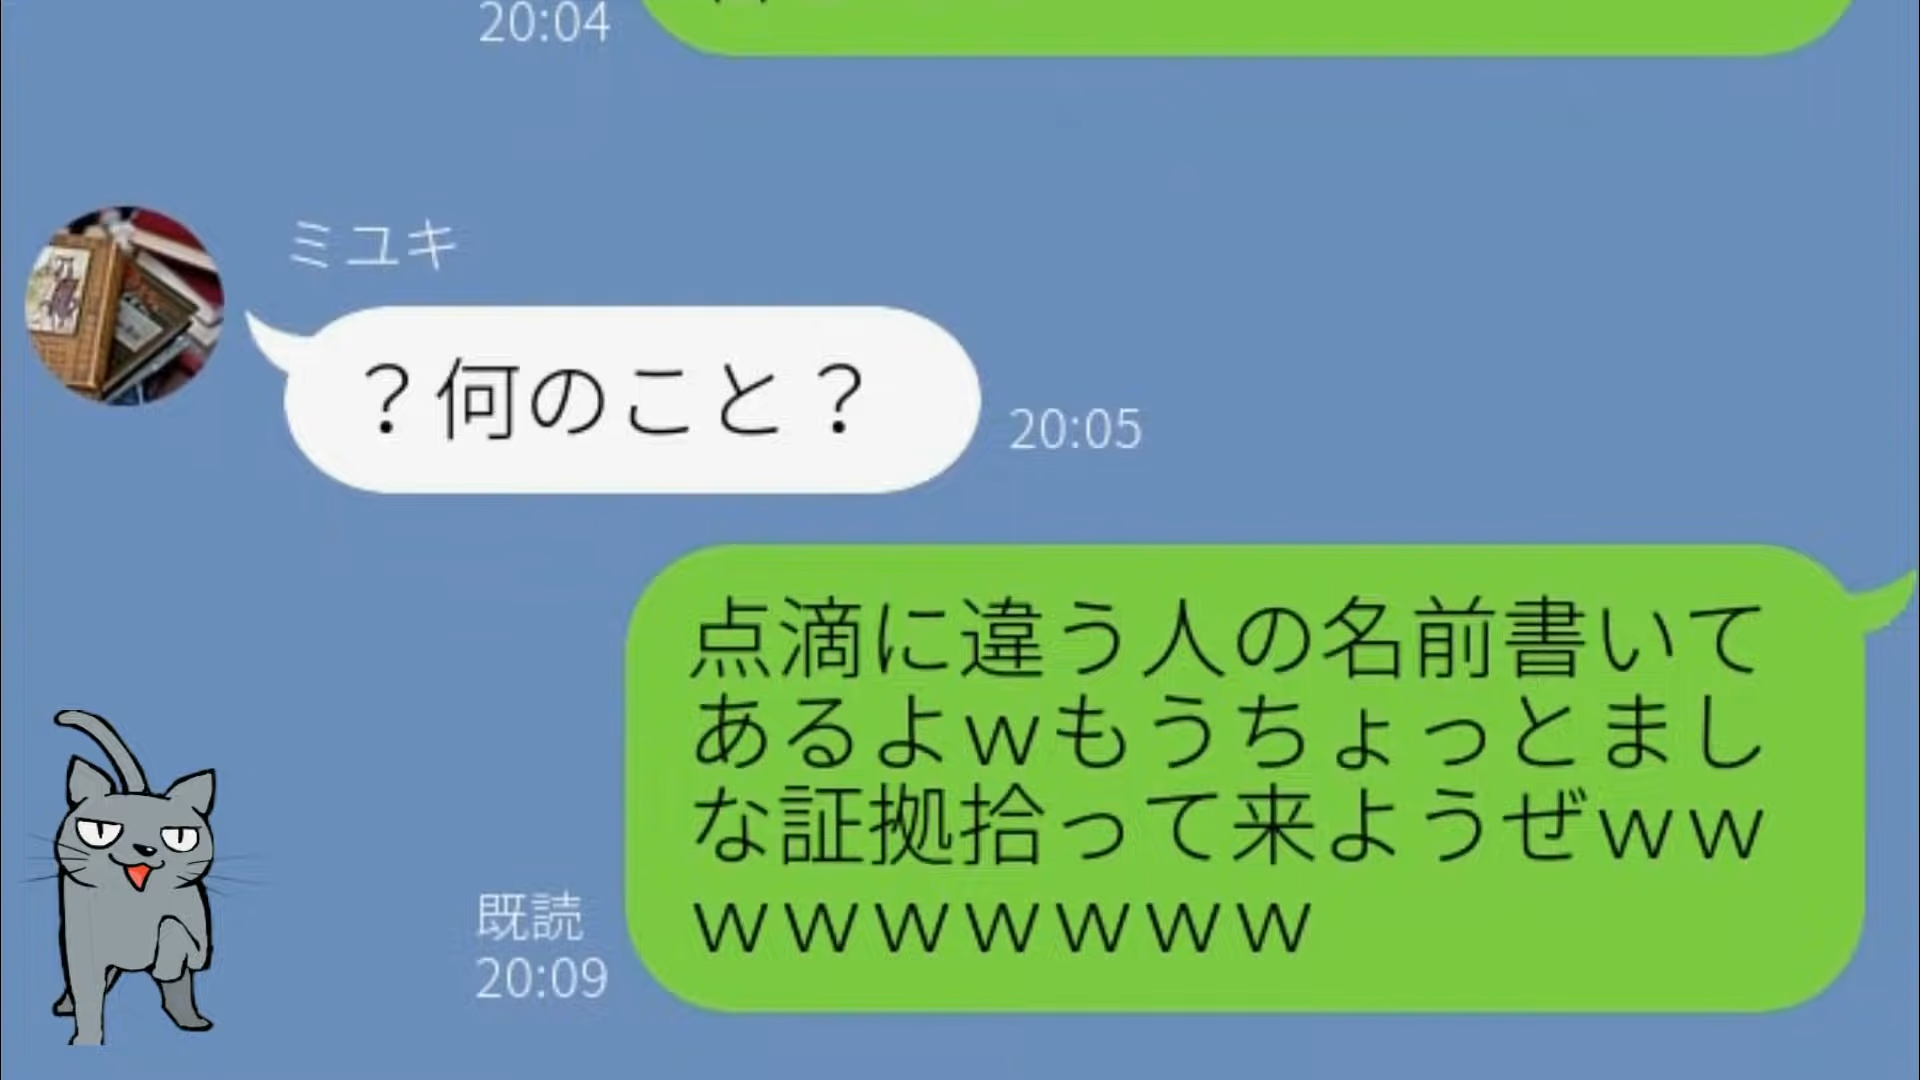 20:04
ミユキ
？何のこと？
20:05
点滴に違う人の名前書いて
あるよｗもうちょっとまし
な証拠拾って来ようぜｗｗ
ｗｗｗｗｗｗｗ
既読
20:09